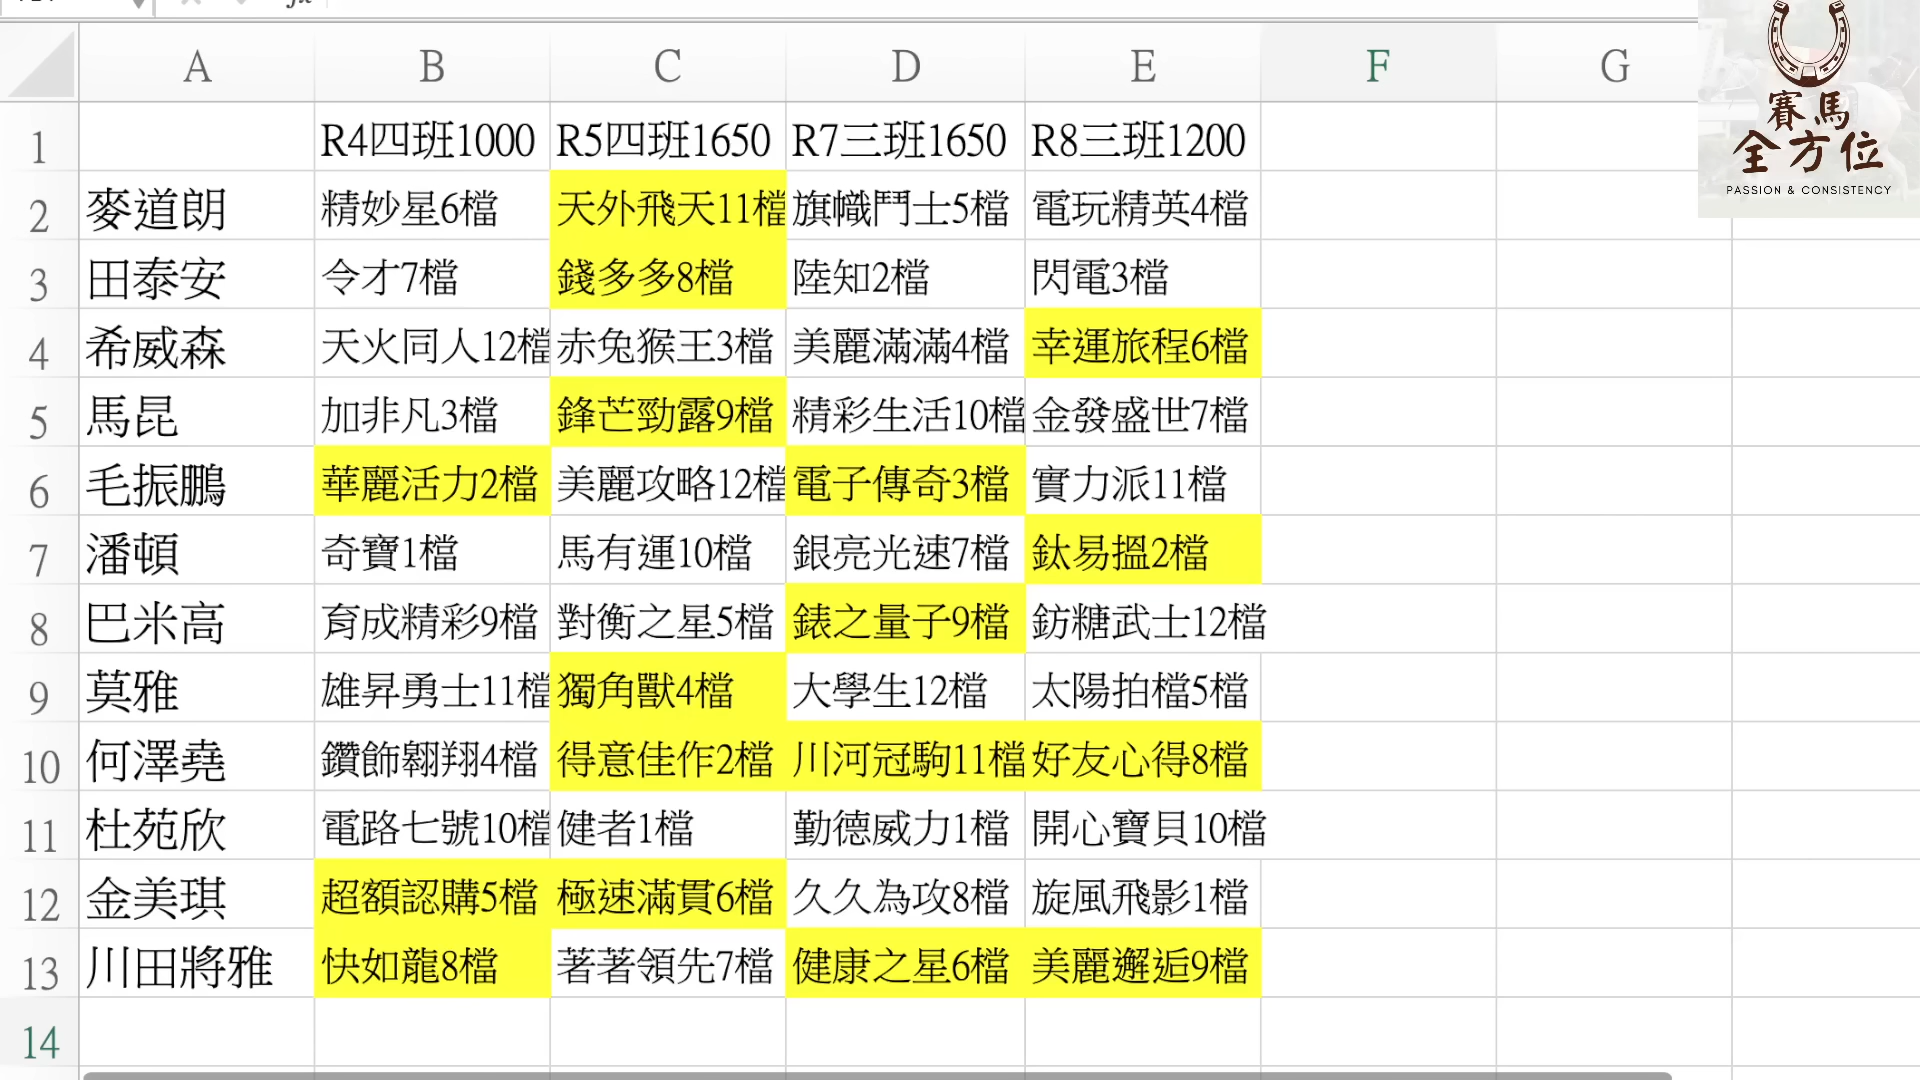 A B C D E F G
賽馬
全方位
PASSION & CONSISTENCY
1 R4四班1000 R5四班1650 R7三班1650 R8三班1200
2 麥道朗 精妙星6檔 天外飛天11檔 旗幟鬥士5檔 電玩精英4檔
3 田泰安 令才7檔 錢多多8檔 陸知2檔 閃電3檔
4 希威森 天火同人12檔 赤兔猴王3檔 美麗滿滿4檔 幸運旅程6檔
5 馬昆 加非凡3檔 鋒芒勁露9檔 精彩生活10檔 金發盛世7檔
6 毛振鵬 華麗活力2檔 美麗攻略12檔 電子傳奇3檔 實力派11檔
7 潘頓 奇寶1檔 馬有運10檔 銀亮光速7檔 鈦易搵2檔
8 巴米高 育成精彩9檔 對衡之星5檔 錶之量子9檔 鈁糖武士12檔
9 莫雅 雄昇勇士11檔 獨角獸4檔 大學生12檔 太陽拍檔5檔
10 何澤堯 鑽飾翱翔4檔 得意佳作2檔 川河冠駒11檔 好友心得8檔
11 杜苑欣 電路七號10檔 健者1檔 勤德威力1檔 開心寶貝10檔
12 金美琪 超額認購5檔 極速滿貫6檔 久久為攻8檔 旋風飛影1檔
13 川田將雅 快如龍8檔 著著領先7檔 健康之星6檔 美麗邂逅9檔
14